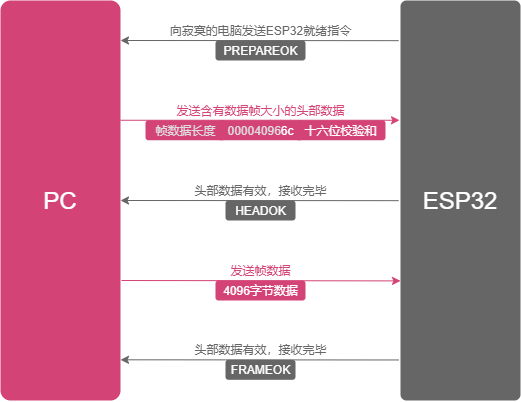 向寂寞的电脑发送ESP32就绪指令
PREPAREOK
发送含有数据帧大小的头部数据
帧数据长度 000040966c 十六位校验和
PC
头部数据有效，接收完毕
HEADOK
ESP32
发送帧数据
4096字节数据
头部数据有效，接收完毕
FRAMEOK